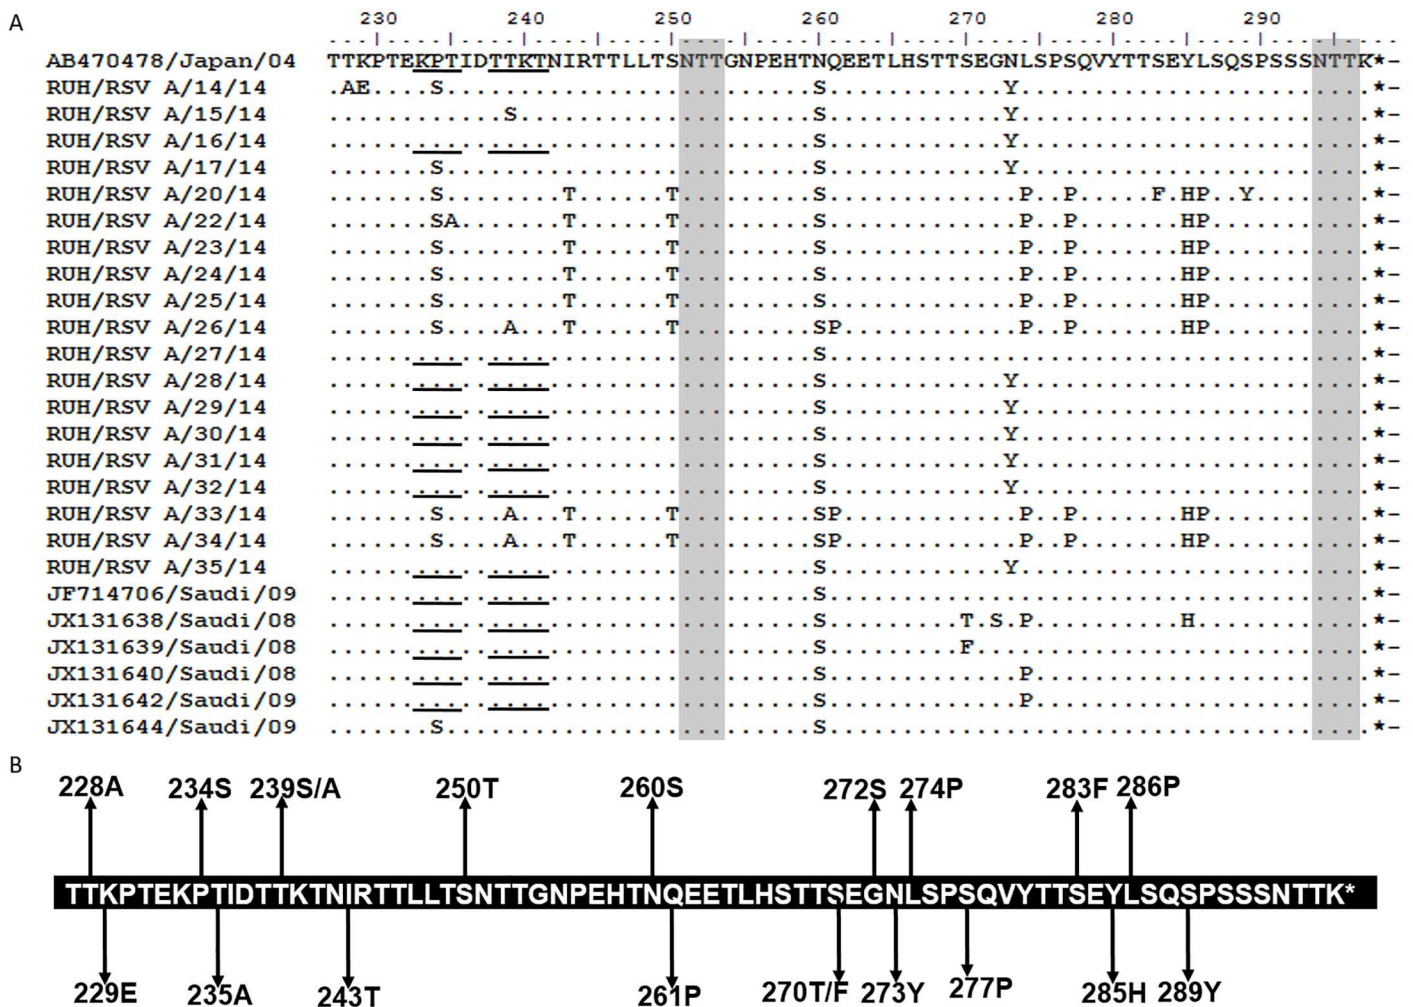 A
230 240 250 260 270 280 290
AB470478/Japan/04 TTKPTEKPTIDTTKTNIRTTLLTSNTTGNPEHTNQEETLHSTTSEGNLSPSQVYTTSEYLSQSPSSSNTTK*-
RUH/RSV A/14/14 .AE....S.........................S............Y........................*-
RUH/RSV A/15/14 ............S....................S............Y........................*-
RUH/RSV A/16/14 .................................S............Y........................*-
RUH/RSV A/17/14 .......S.........................S............Y........................*-
RUH/RSV A/20/14 .......S........T......T.........S.............P..P.....F.HP..Y........*-
RUH/RSV A/22/14 .......SA.......T......T.........S.............P..P.......HP...........*-
RUH/RSV A/23/14 .......S........T......T.........S.............P..P.......HP...........*-
RUH/RSV A/24/14 .......S........T......T.........S.............P..P.......HP...........*-
RUH/RSV A/25/14 .......S........T......T.........S.............P..P.......HP...........*-
RUH/RSV A/26/14 .......S....A...T......T.........SP............P..P.......HP...........*-
RUH/RSV A/27/14 .................................S.....................................*-
RUH/RSV A/28/14 .................................S............Y........................*-
RUH/RSV A/29/14 .................................S............Y........................*-
RUH/RSV A/30/14 .................................S............Y........................*-
RUH/RSV A/31/14 .................................S............Y........................*-
RUH/RSV A/32/14 .................................S............Y........................*-
RUH/RSV A/33/14 .......S....A...T......T.........SP............P..P.......HP...........*-
RUH/RSV A/34/14 .......S....A...T......T.........SP............P..P.......HP...........*-
RUH/RSV A/35/14 .................................S............Y........................*-
JF714706/Saudi/09 .................................S.....................................*-
JX131638/Saudi/08 .................................S.........T.S.P..........H............*-
JX131639/Saudi/08 .................................S.........F...........................*-
JX131640/Saudi/08 .................................S.............P.......................*-
JX131642/Saudi/09 .................................S.............P.......................*-
JX131644/Saudi/09 .......S.........................S.....................................*-
B
228A 234S 239S/A 250T 260S 272S 274P 283F 286P
TTKPTEKPTIDTTKTNIRTTLLTSNTTGNPEHTNQEETLHSTTSEGNLSPSQVYTTSEYLSQSPSSSNTTK*
229E 235A 243T 261P 270T/F 273Y 277P 285H 289Y